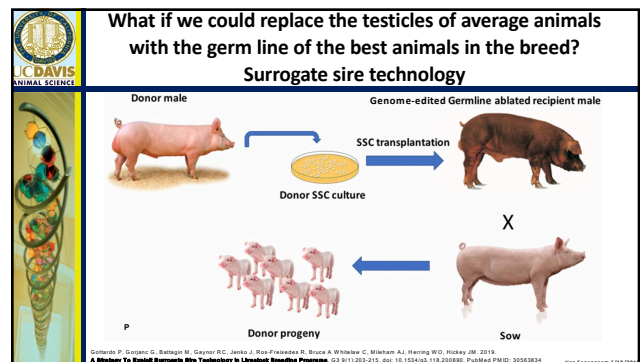 What if we could replace the testicles of average animals
with the germ line of the best animals in the breed?
Surrogate sire technology
UCDAVIS
ANIMAL SCIENCE
Donor male
Genome-edited Germline ablated recipient male
SSC transplantation
Donor SSC culture
X
P
Donor progeny
Sow
Gottardo P, Gorjanc G, Battagin M, Gaynor RC, Jenko J, Ros-Freixedes R, Bruce A Whitelaw C, Mileham AJ, Herring WO, Hickey JM. 2019.
A Strategy To Exploit Surrogate Sire Technology in Livestock Breeding Programs. G3 9(1):203-215. doi: 10.1534/g3.118.200890. PubMed PMID: 30563834